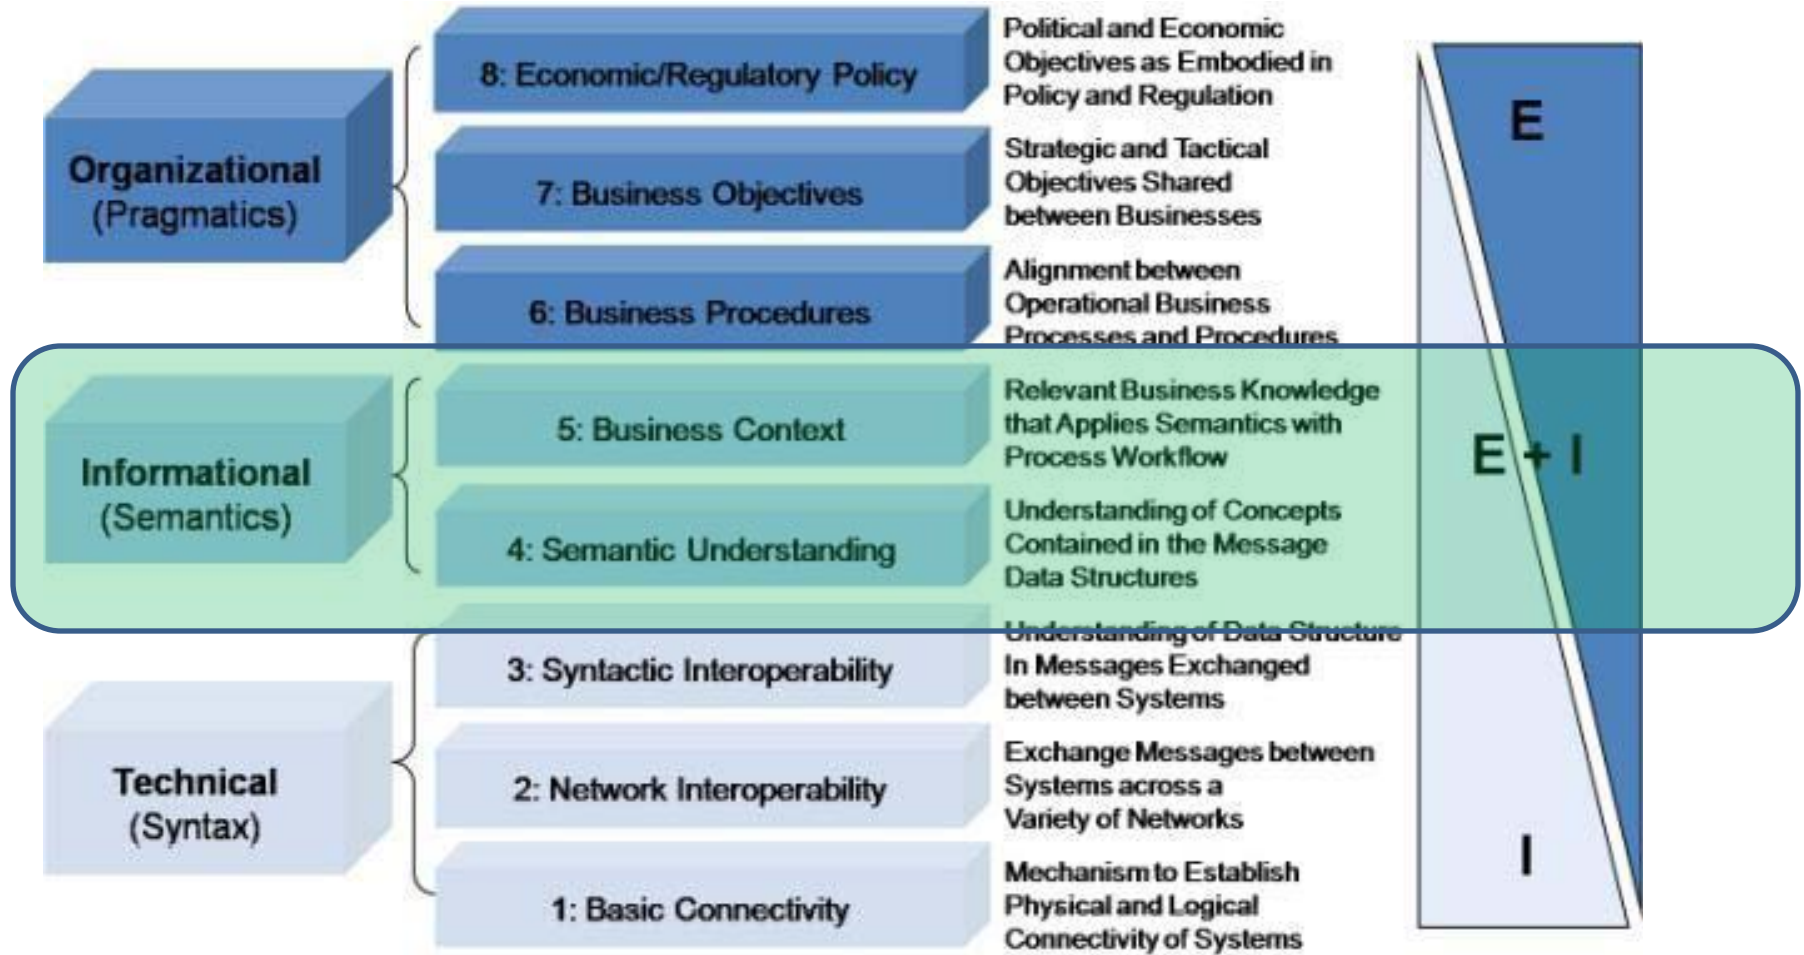 Organizational
(Pragmatics)
8: Economic/Regulatory Policy
Political and Economic
Objectives as Embodied in
Policy and Regulation
7: Business Objectives
Strategic and Tactical
Objectives Shared
between Businesses
6: Business Procedures
Alignment between
Operational Business
Processes and Procedures
Informational
(Semantics)
5: Business Context
Relevant Business Knowledge
that Applies Semantics with
Process Workflow
4: Semantic Understanding
Understanding of Concepts
Contained in the Message
Data Structures
Technical
(Syntax)
3: Syntactic Interoperability
Understanding of Data Structure
In Messages Exchanged
between Systems
2: Network Interoperability
Exchange Messages between
Systems across a
Variety of Networks
1: Basic Connectivity
Mechanism to Establish
Physical and Logical
Connectivity of Systems
E
E + I
I